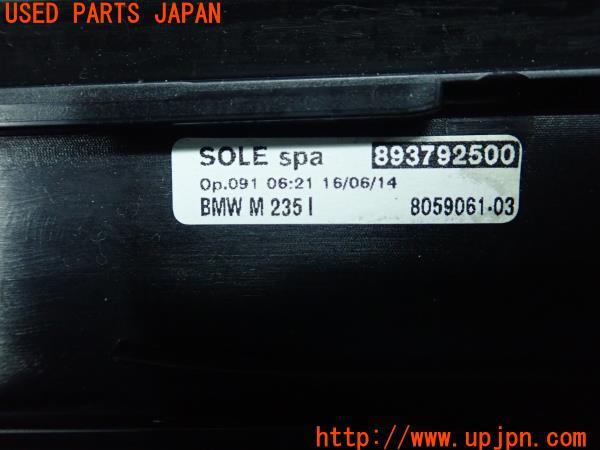 USED PARTS JAPAN
SOLE spa 893792500
Op.091 06:21 16/06/14
BMW M 235 I 8059061-03
http://www.upjpn.com